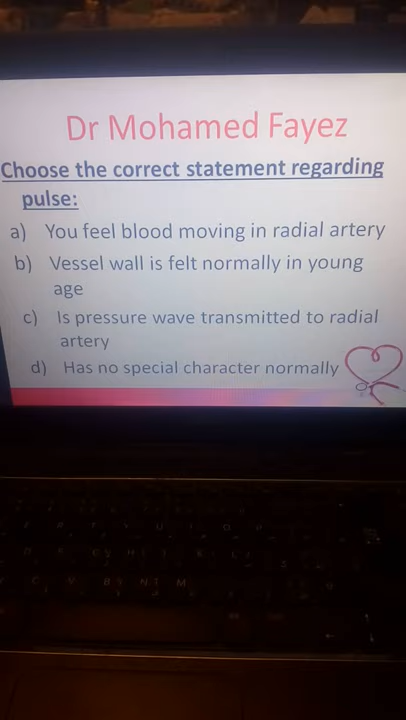 Dr Mohamed Fayez
Choose the correct statement regarding
pulse:
a) You feel blood moving in radial artery
b) Vessel wall is felt normally in young
age
c) Is pressure wave transmitted to radial
artery
d) Has no special character normally